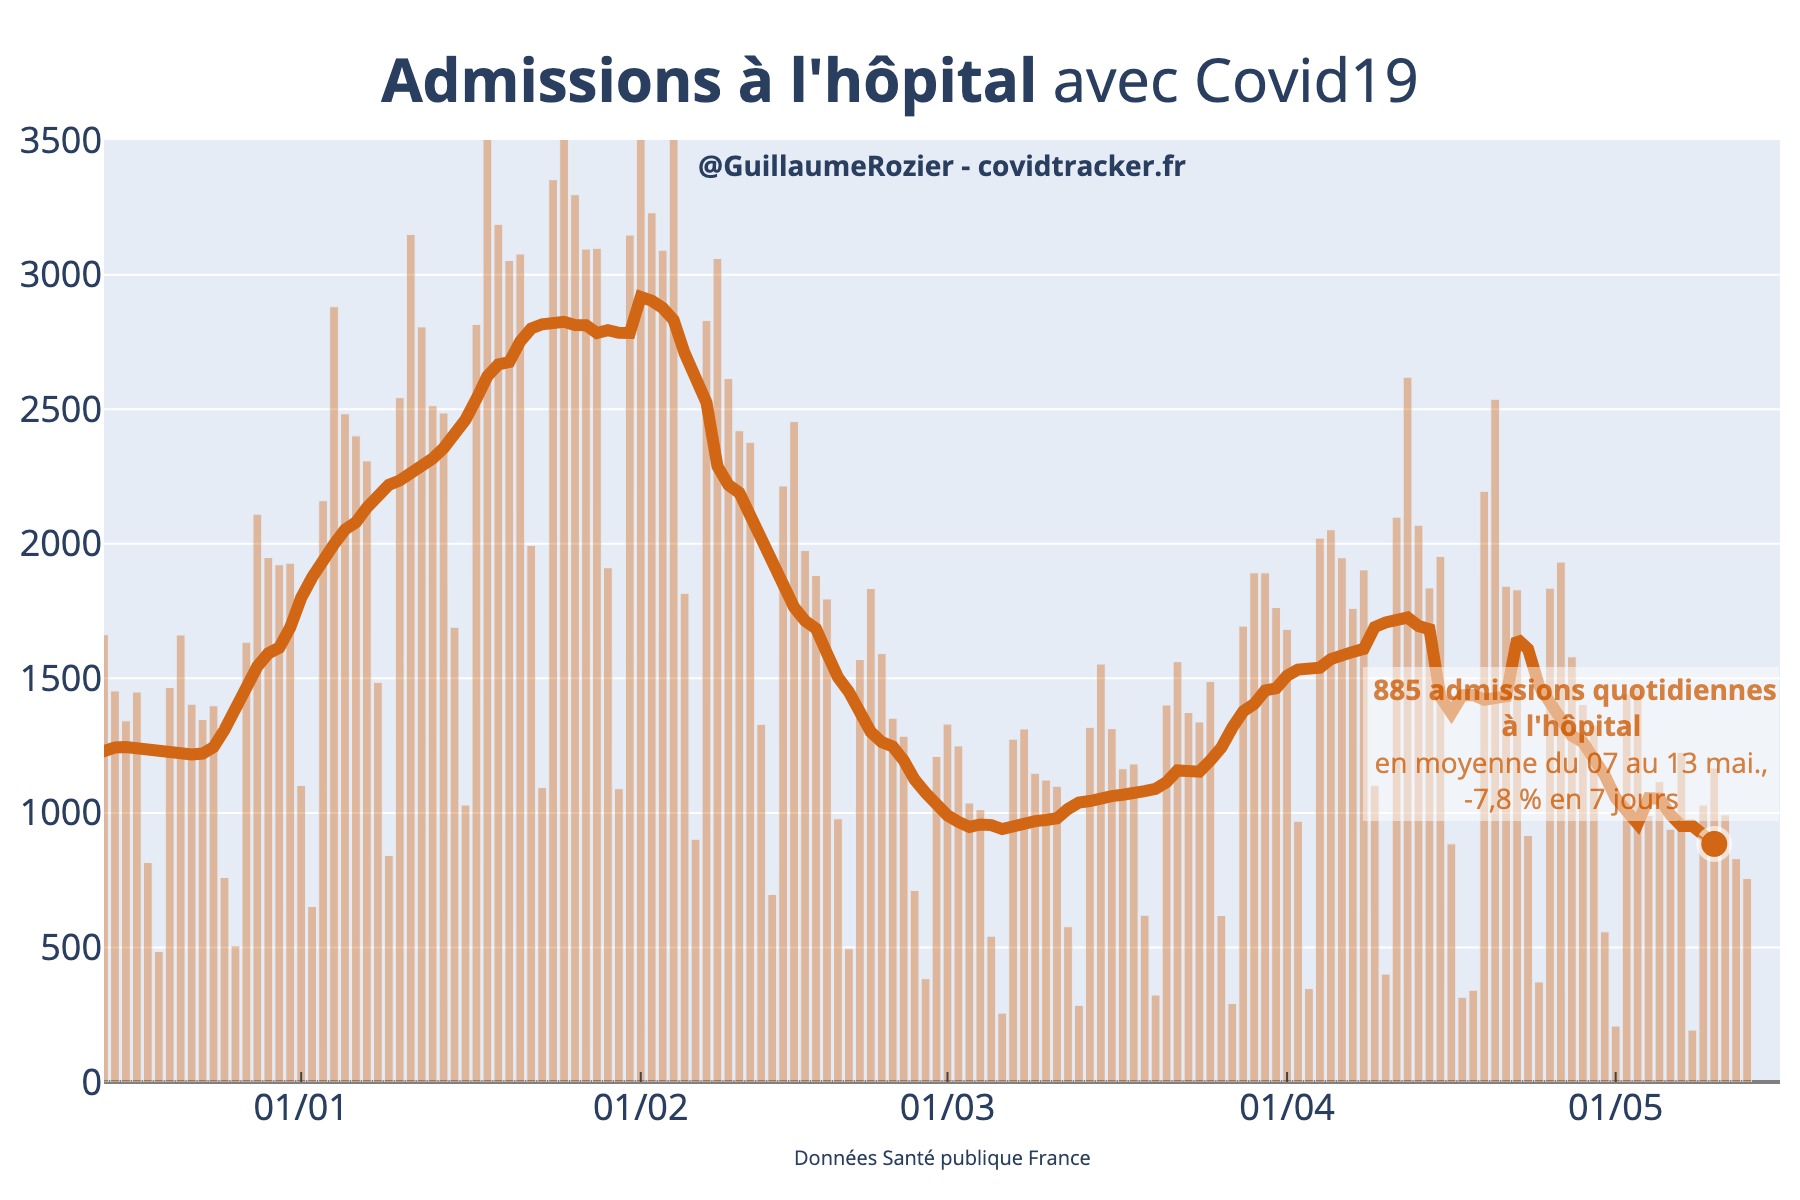 Admissions à l'hôpital avec Covid19
@GuillaumeRozier - covidtracker.fr
3500
3000
2500
2000
1500
1000
500
0
885 admissions quotidiennes
à l'hôpital
en moyenne du 07 au 13 mai.,
-7,8 % en 7 jours
01/01 01/02 01/03 01/04 01/05
Données Santé publique France